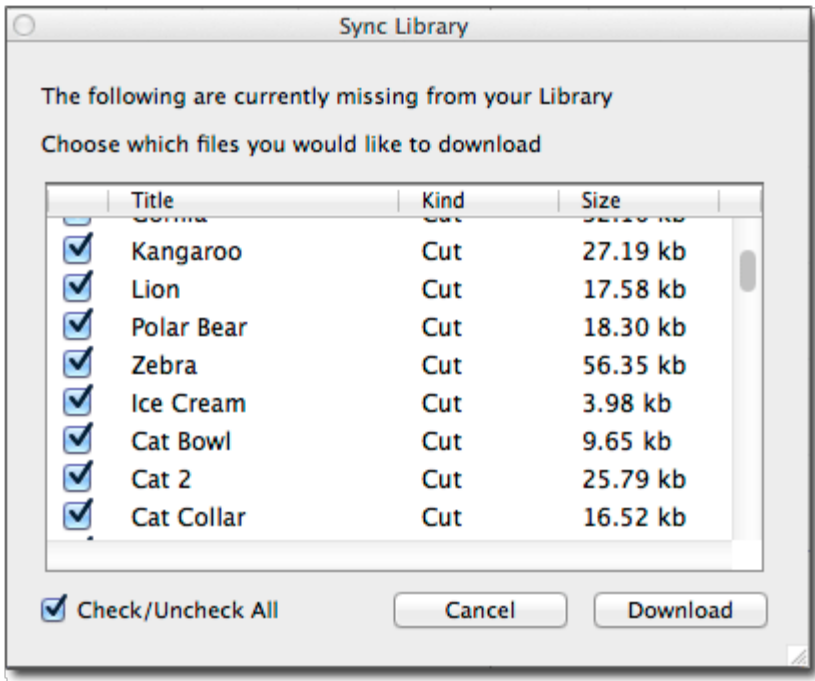 Sync Library
The following are currently missing from your Library
Choose which files you would like to download
Title Kind Size
Kangaroo Cut 27.19 kb
Lion Cut 17.58 kb
Polar Bear Cut 18.30 kb
Zebra Cut 56.35 kb
Ice Cream Cut 3.98 kb
Cat Bowl Cut 9.65 kb
Cat 2 Cut 25.79 kb
Cat Collar Cut 16.52 kb
Check/Uncheck All Cancel Download